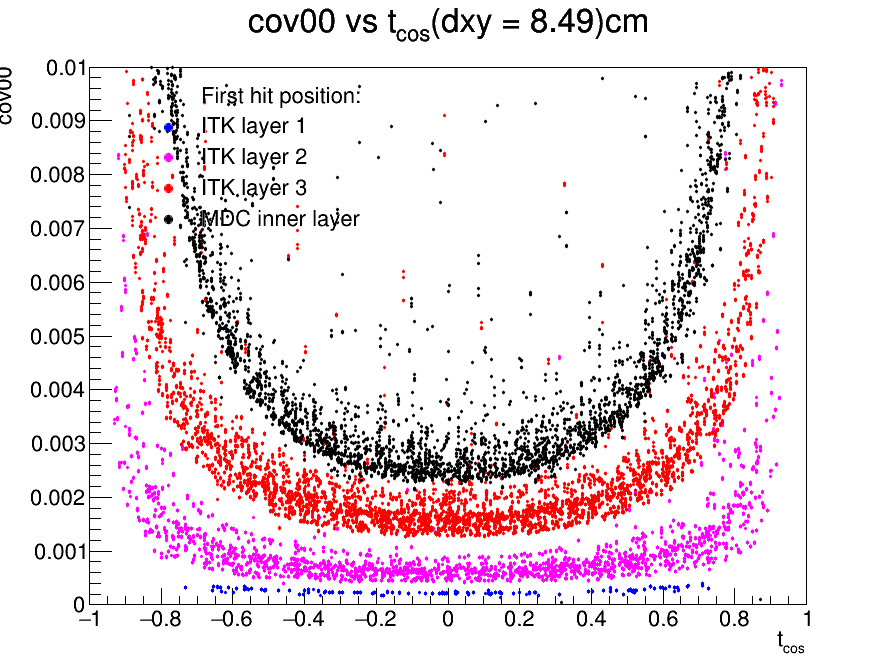 cov00 vs t_cos(dxy = 8.49)cm
cov00
0.01
0.009
0.008
0.007
0.006
0.005
0.004
0.003
0.002
0.001
0
First hit position:
ITK layer 1
ITK layer 2
ITK layer 3
MDC inner layer
−1 −0.8 −0.6 −0.4 −0.2 0 0.2 0.4 0.6 0.8 1
t_cos